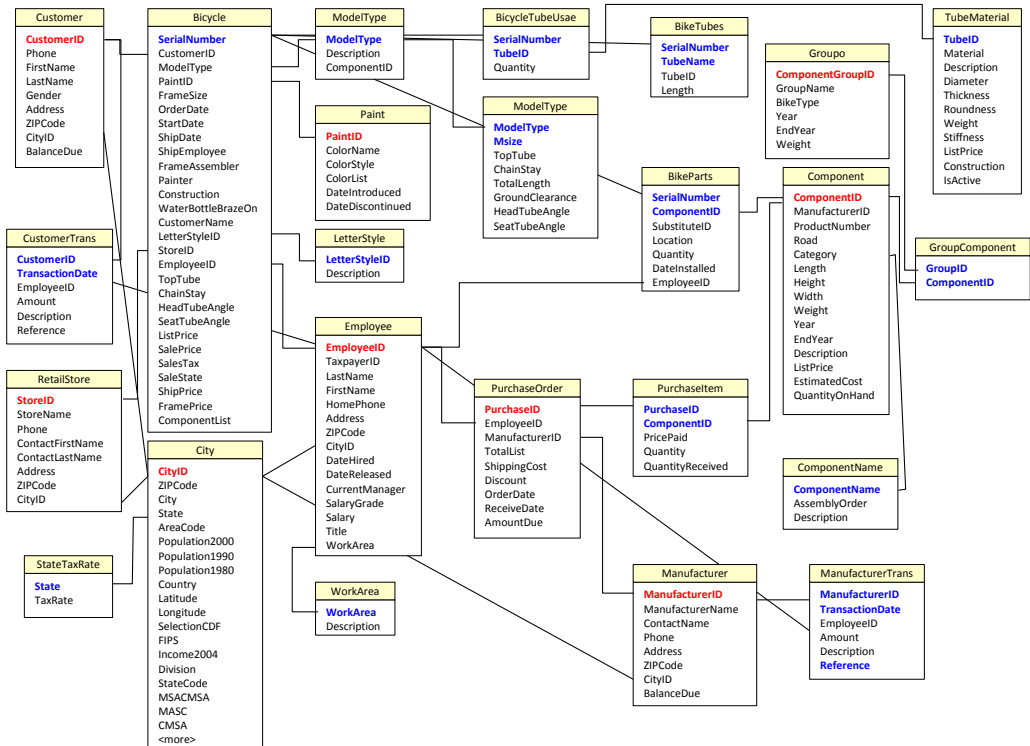 Customer
CustomerID
Phone
FirstName
LastName
Gender
Address
ZIPCode
CityID
BalanceDue
Bicycle
SerialNumber
CustomerID
ModelType
PaintID
FrameSize
OrderDate
StartDate
ShipDate
ShipEmployee
FrameAssembler
Painter
Construction
WaterBottleBrazeOn
CustomerName
LetterStyleID
StoreID
EmployeeID
TopTube
ChainStay
HeadTubeAngle
SeatTubeAngle
ListPrice
SalePrice
SalesTax
SaleState
ShipPrice
FramePrice
ComponentList
ModelType
ModelType
Description
ComponentID
BicycleTubeUsae
SerialNumber
TubeID
Quantity
BikeTubes
SerialNumber
TubeName
TubeID
Length
Groupo
ComponentGroupID
GroupName
BikeType
Year
EndYear
Weight
TubeMaterial
TubeID
Material
Description
Diameter
Thickness
Roundness
Weight
Stiffness
ListPrice
Construction
IsActive
Paint
PaintID
ColorName
ColorStyle
ColorList
DateIntroduced
DateDiscontinued
ModelType
ModelType
Msize
TopTube
ChainStay
TotalLength
GroundClearance
HeadTubeAngle
SeatTubeAngle
BikeParts
SerialNumber
ComponentID
SubstituteID
Location
Quantity
DateInstalled
EmployeeID
Component
ComponentID
ManufacturerID
ProductNumber
Road
Category
Length
Height
Width
Weight
Year
EndYear
Description
ListPrice
EstimatedCost
QuantityOnHand
GroupComponent
GroupID
ComponentID
CustomerTrans
CustomerID
TransactionDate
EmployeeID
Amount
Description
Reference
LetterStyle
LetterStyleID
Description
Employee
EmployeeID
TaxpayerID
LastName
FirstName
HomePhone
Address
ZIPCode
CityID
DateHired
DateReleased
CurrentManager
SalaryGrade
Salary
Title
WorkArea
RetailStore
StoreID
StoreName
Phone
ContactFirstName
ContactLastName
Address
ZIPCode
CityID
PurchaseOrder
PurchaseID
EmployeeID
ManufacturerID
TotalList
ShippingCost
Discount
OrderDate
ReceiveDate
AmountDue
PurchaseItem
PurchaseID
ComponentID
PricePaid
Quantity
QuantityReceived
ComponentName
ComponentName
AssemblyOrder
Description
City
CityID
ZIPCode
City
State
AreaCode
Population2000
Population1990
Population1980
Country
Latitude
Longitude
SelectionCDF
FIPS
Income2004
Division
StateCode
MSACMSA
MASC
CMSA
<more>
StateTaxRate
State
TaxRate
WorkArea
WorkArea
Description
Manufacturer
ManufacturerID
ManufacturerName
ContactName
Phone
Address
ZIPCode
CityID
BalanceDue
ManufacturerTrans
ManufacturerID
TransactionDate
EmployeeID
Amount
Description
Reference